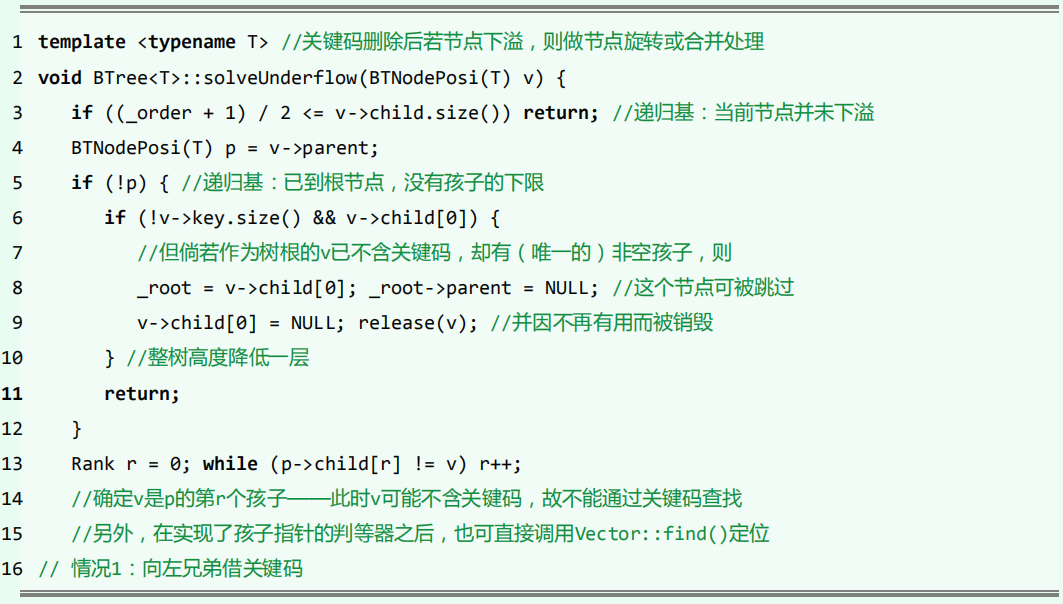 1 template <typename T> //关键码删除后若节点下溢，则做节点旋转或合并处理
2 void BTree<T>::solveUnderflow(BTNodePosi(T) v) {
3    if ((_order + 1) / 2 <= v->child.size()) return; //递归基：当前节点并未下溢
4    BTNodePosi(T) p = v->parent;
5    if (!p) { //递归基：已到根节点，没有孩子的下限
6       if (!v->key.size() && v->child[0]) {
7          //但倘若作为树根的v已不含关键码，却有（唯一的）非空孩子，则
8          _root = v->child[0]; _root->parent = NULL; //这个节点可被跳过
9          v->child[0] = NULL; release(v); //并因不再有用而被销毁
10       } //整树高度降低一层
11       return;
12    }
13    Rank r = 0; while (p->child[r] != v) r++;
14    //确定v是p的第r个孩子——此时v可能不含关键码，故不能通过关键码查找
15    //另外，在实现了孩子指针的判等器之后，也可直接调用Vector::find()定位
16 // 情况1：向左兄弟借关键码